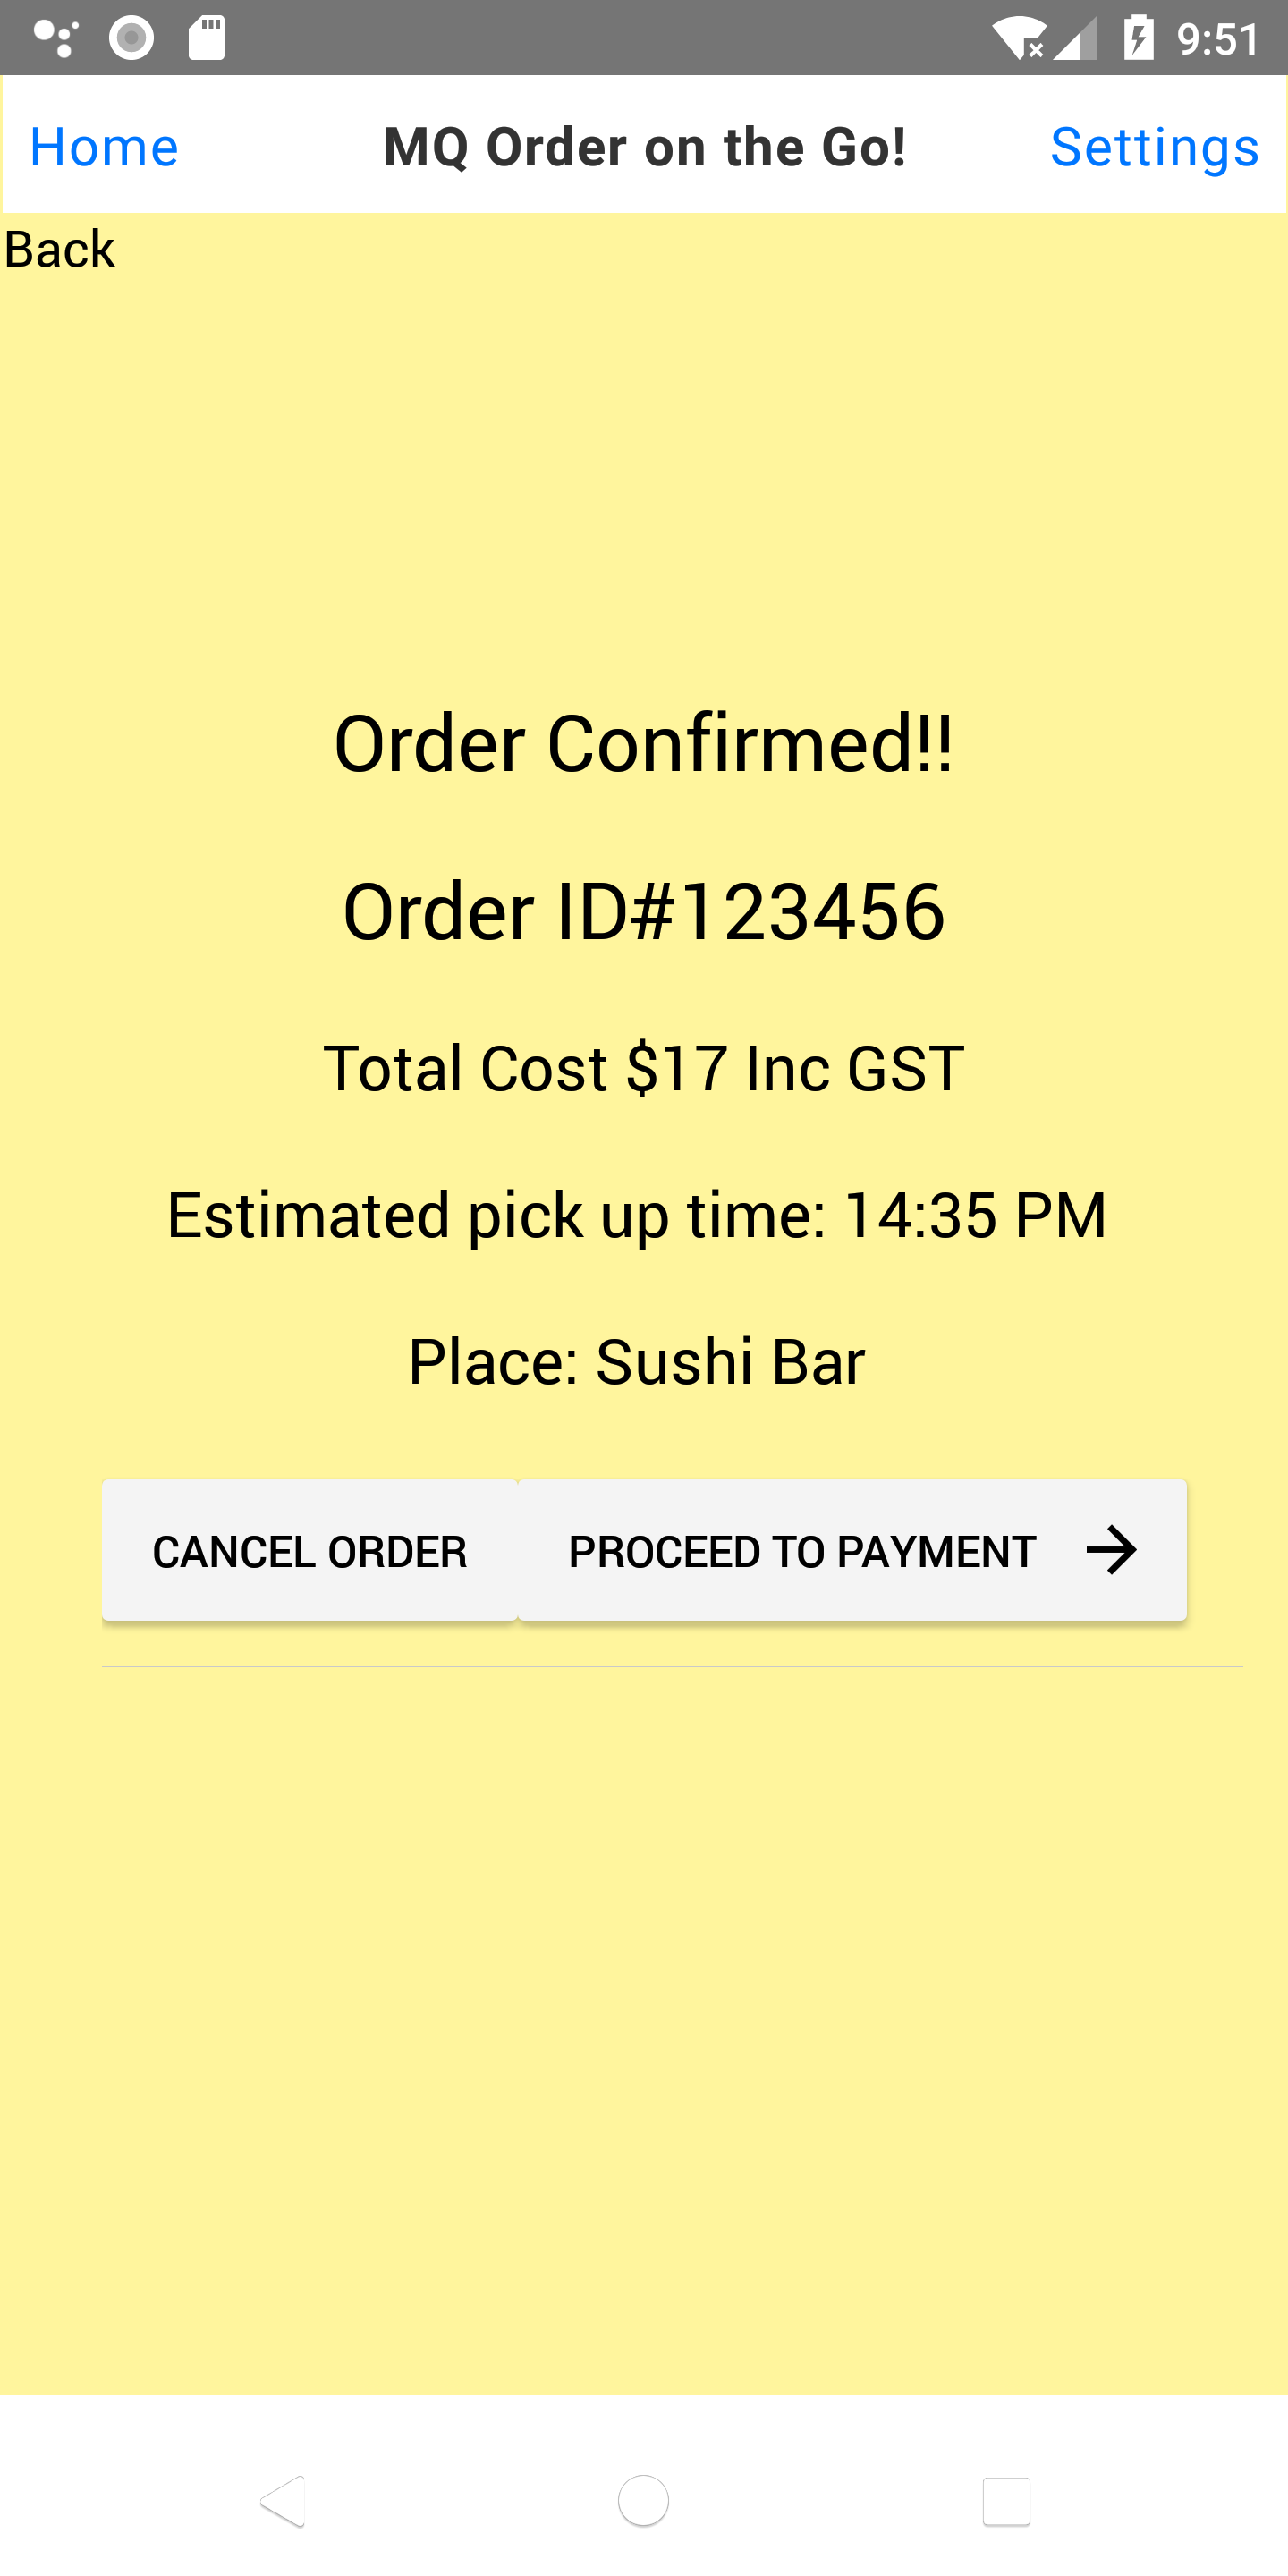 9:51
Home MQ Order on the Go! Settings
Back
Order Confirmed!!
Order ID#123456
Total Cost $17 Inc GST
Estimated pick up time: 14:35 PM
Place: Sushi Bar
CANCEL ORDER PROCEED TO PAYMENT